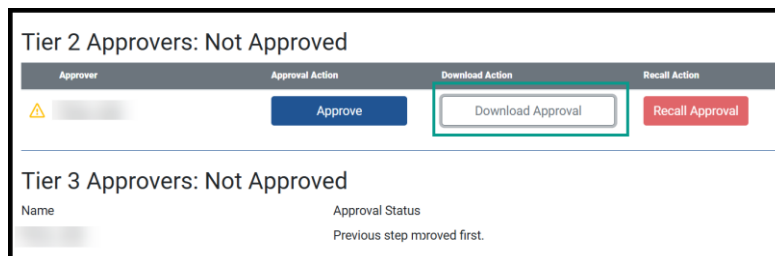 Tier 2 Approvers: Not Approved
Approver Approval Action Download Action Recall Action
Approve Download Approval Recall Approval
Tier 3 Approvers: Not Approved
Name Approval Status
Previous step moroved first.